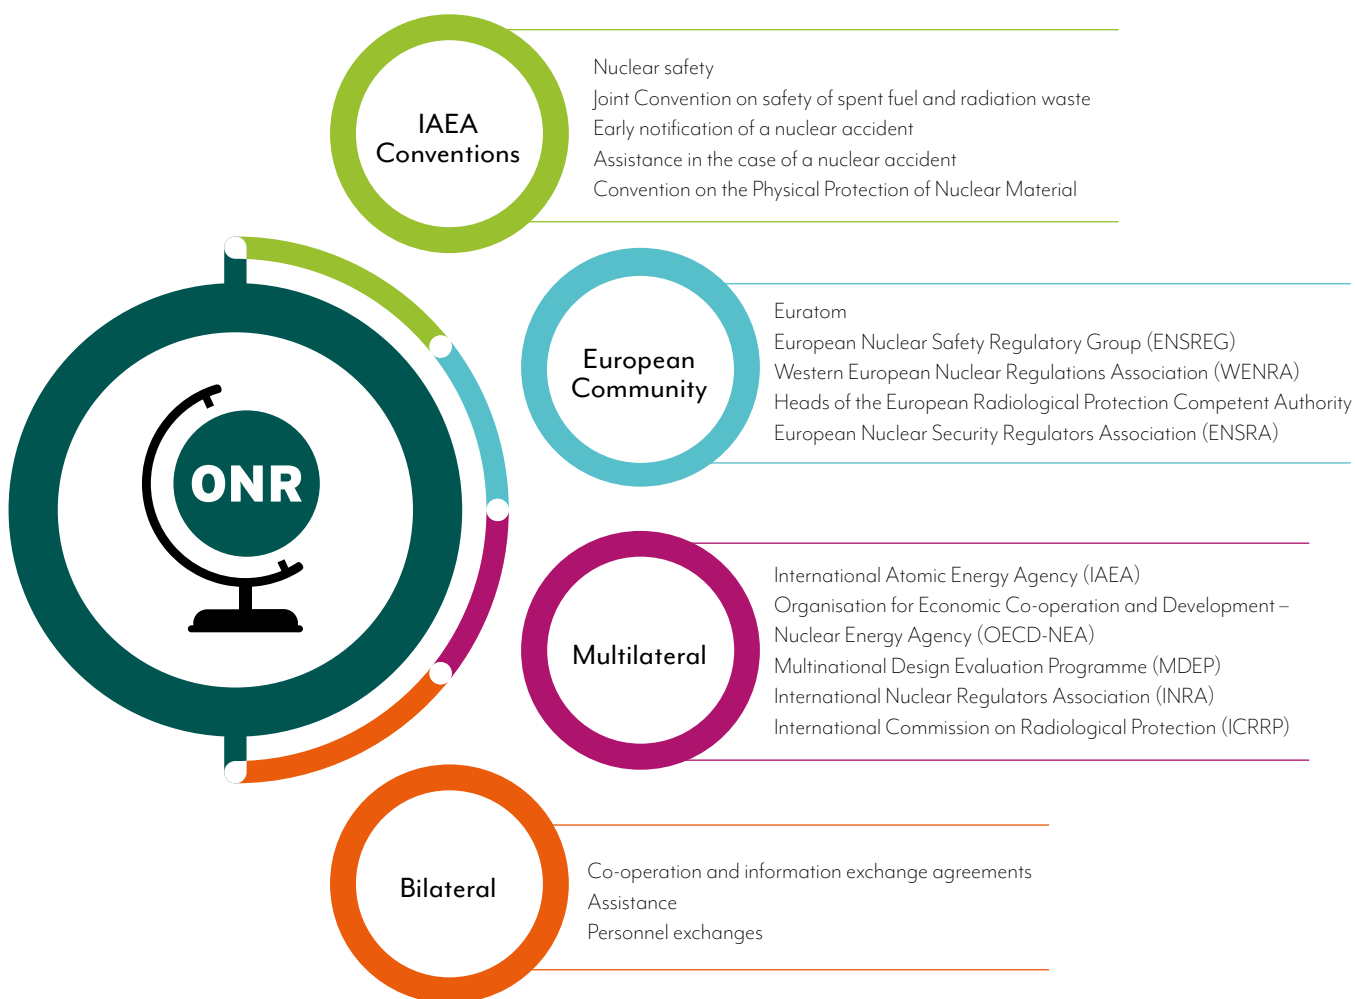 IAEA
Conventions
Nuclear safety
Joint Convention on safety of spent fuel and radiation waste
Early notification of a nuclear accident
Assistance in the case of a nuclear accident
Convention on the Physical Protection of Nuclear Material
European
Community
Euratom
European Nuclear Safety Regulatory Group (ENSREG)
Western European Nuclear Regulations Association (WENRA)
Heads of the European Radiological Protection Competent Authority
European Nuclear Security Regulators Association (ENSRA)
ONR
Multilateral
International Atomic Energy Agency (IAEA)
Organisation for Economic Co-operation and Development –
Nuclear Energy Agency (OECD-NEA)
Multinational Design Evaluation Programme (MDEP)
International Nuclear Regulators Association (INRA)
International Commission on Radiological Protection (ICRRP)
Bilateral
Co-operation and information exchange agreements
Assistance
Personnel exchanges